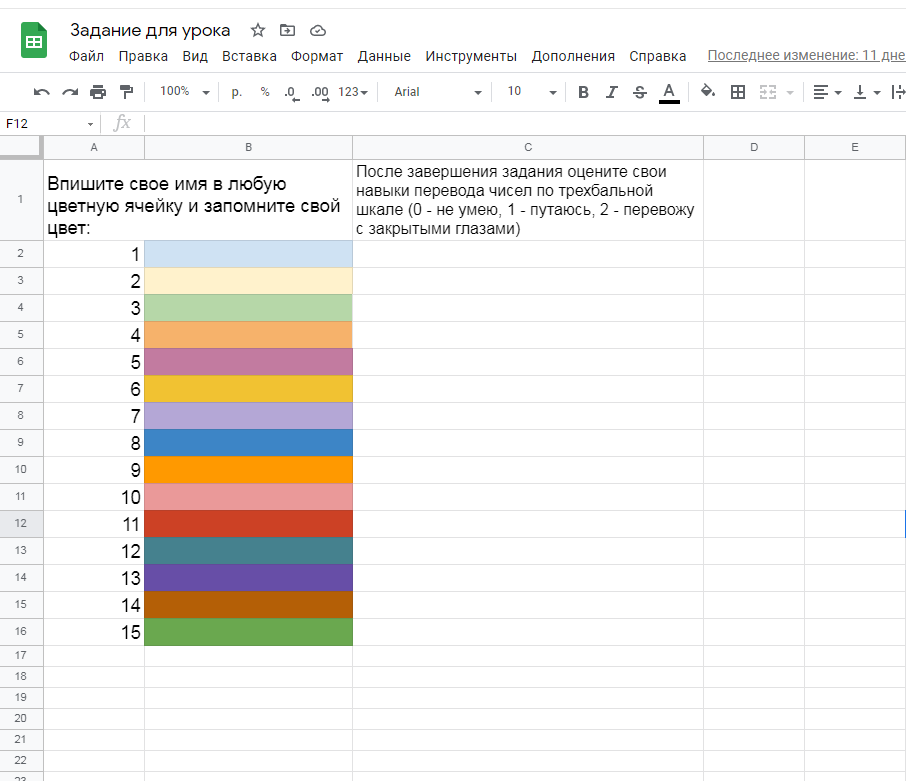 Задание для урока
Файл Правка Вид Вставка Формат Данные Инструменты Дополнения Справка Последнее изменение: 11 дне
100% р. % .0 .00 123 Arial 10 B I S A
F12 fx
A B C D E
1
Впишите свое имя в любую
цветную ячейку и запомните свой
цвет:
После завершения задания оцените свои
навыки перевода чисел по трехбальной
шкале (0 - не умею, 1 - путаюсь, 2 - перевожу
с закрытыми глазами)
2 1
3 2
4 3
5 4
6 5
7 6
8 7
9 8
10 9
11 10
12 11
13 12
14 13
15 14
16 15
17
18
19
20
21
22
23